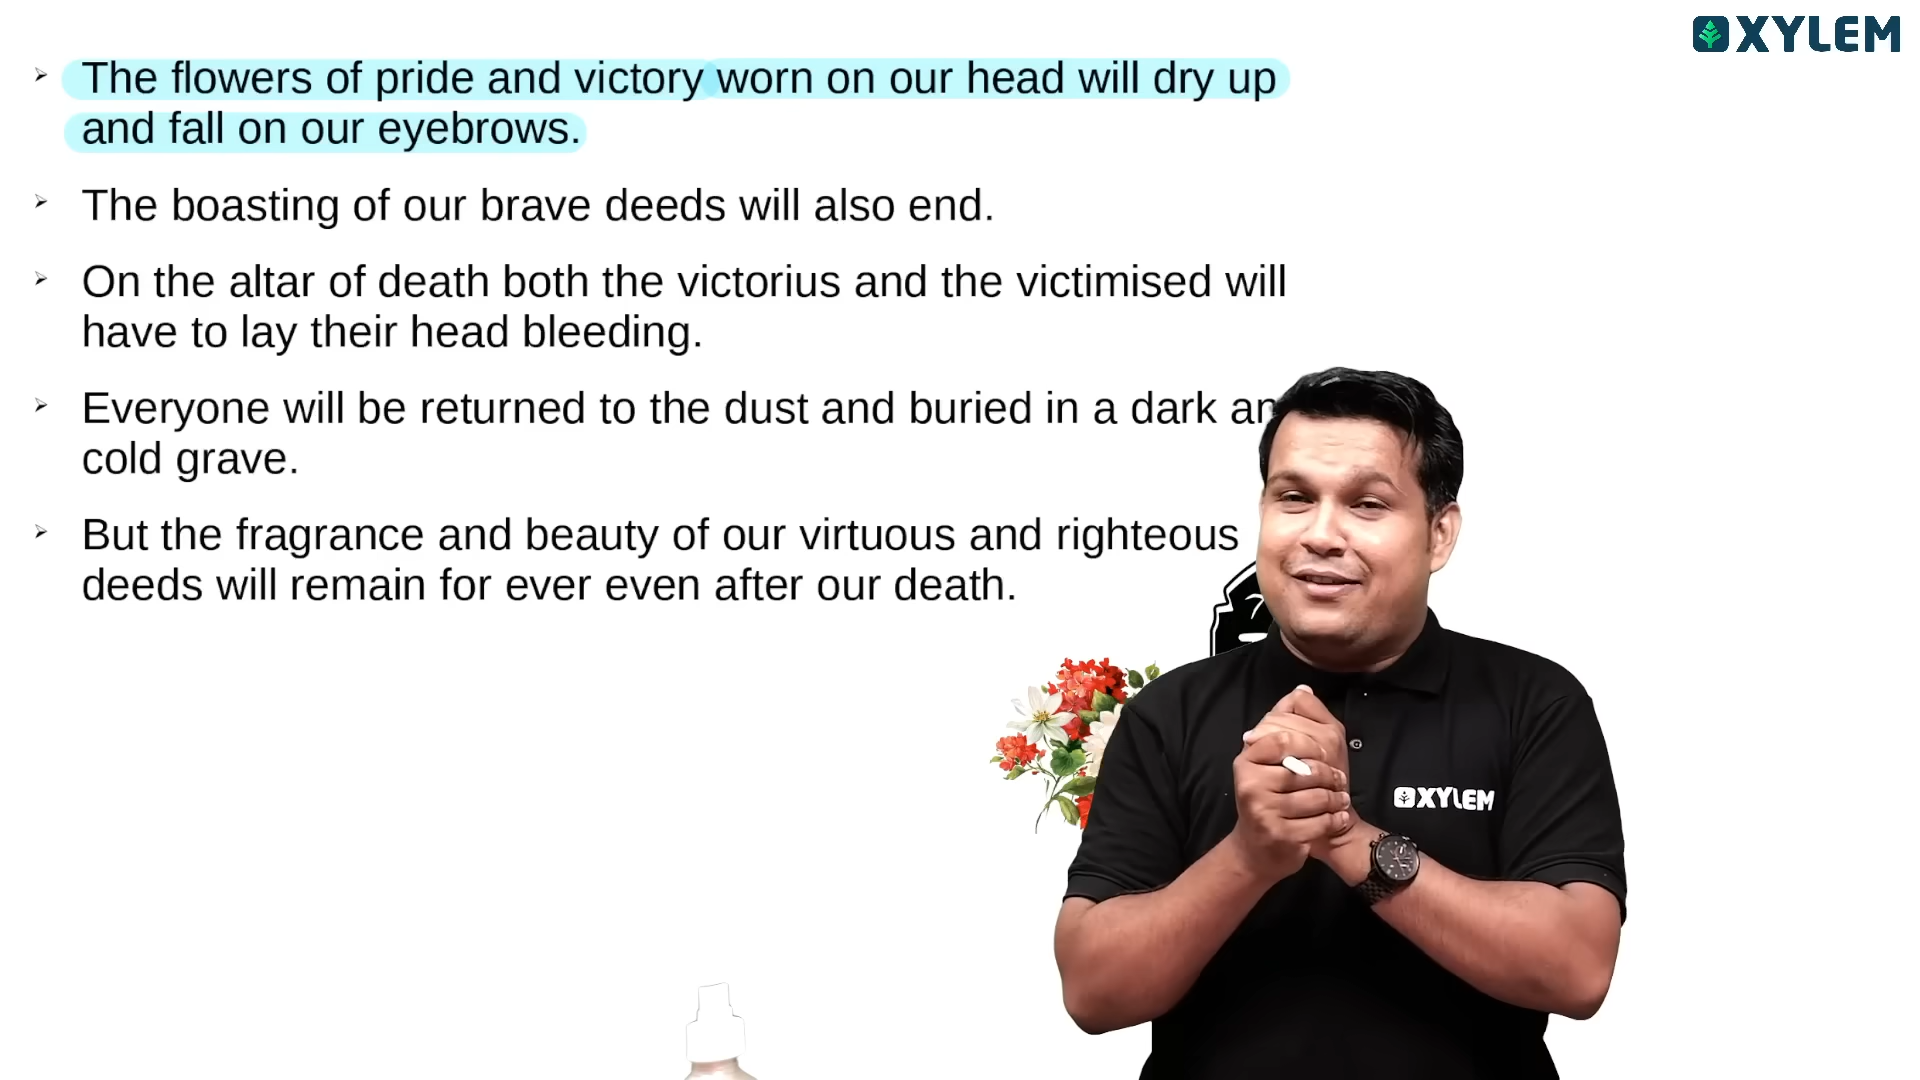 XYLEM
The flowers of pride and victory worn on our head will dry up
and fall on our eyebrows.
The boasting of our brave deeds will also end.
On the altar of death both the victorius and the victimised will
have to lay their head bleeding.
Everyone will be returned to the dust and buried in a dark an
cold grave.
But the fragrance and beauty of our virtuous and righteous
deeds will remain for ever even after our death.
XYLEM